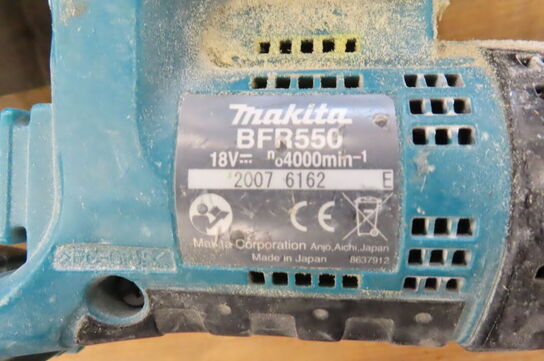 makita
BFR550
18V⎓ n₀4000min⁻¹
2007 6162 E
CE
Makita Corporation Anjo, Aichi, Japan
Made in Japan 8637912